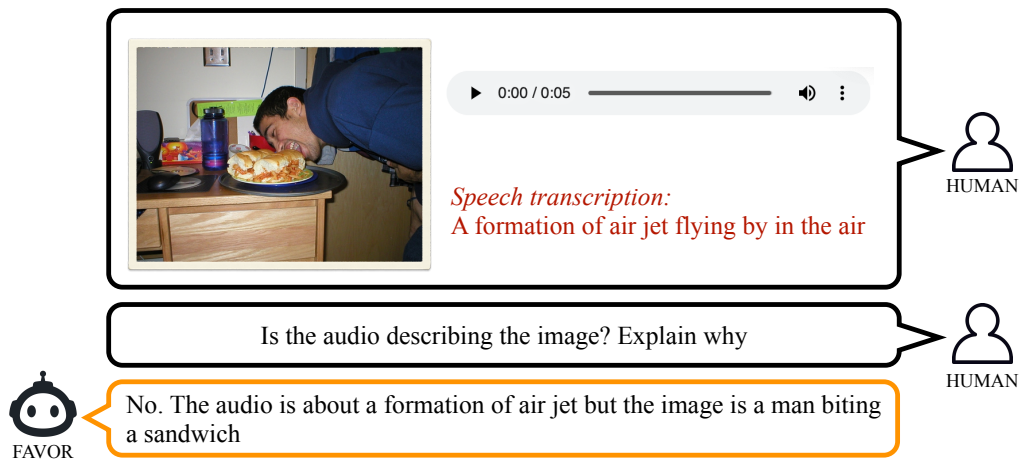 0:00 / 0:05
Speech transcription:
A formation of air jet flying by in the air
HUMAN
Is the audio describing the image? Explain why
HUMAN
No. The audio is about a formation of air jet but the image is a man biting
a sandwich
FAVOR